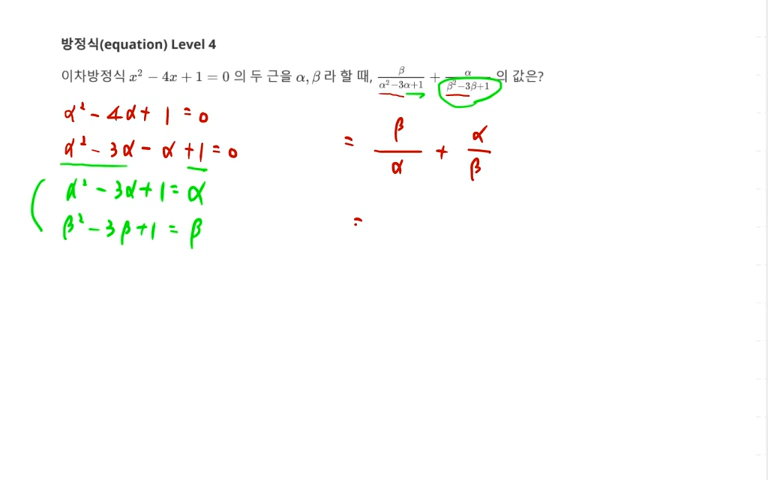 방정식(equation) Level 4
이차방정식 x² − 4x + 1 = 0 의 두 근을 α, β 라 할 때, β/(α²−3α+1) + α/(β²−3β+1) 의 값은?
α² − 4α + 1 = 0
α² − 3α − α + 1 = 0
α² − 3α + 1 = α
β² − 3β + 1 = β
= β/α + α/β
=